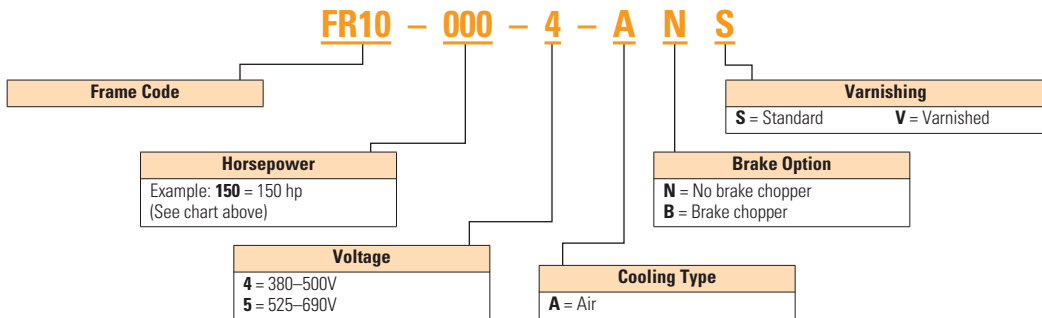 FR10 – 000 – 4 – A N S
Frame Code
Varnishing
S = Standard V = Varnished
Horsepower
Example: 150 = 150 hp
(See chart above)
Brake Option
N = No brake chopper
B = Brake chopper
Voltage
4 = 380–500V
5 = 525–690V
Cooling Type
A = Air